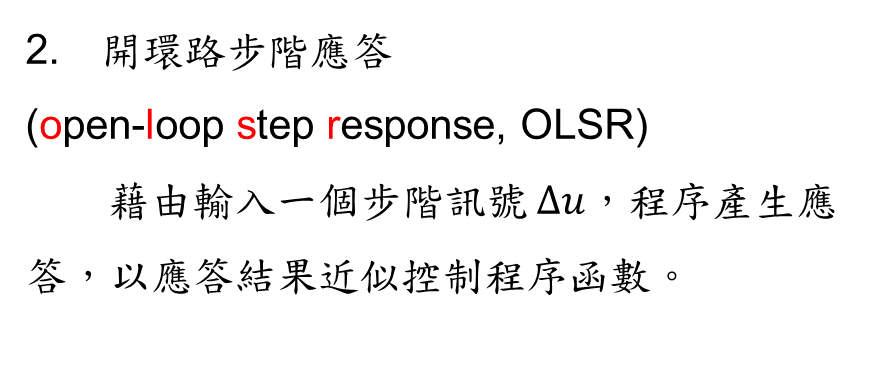 2. 開環路步階應答
(open-loop step response, OLSR)
藉由輸入一個步階訊號 Δu，程序產生應
答，以應答結果近似控制程序函數。